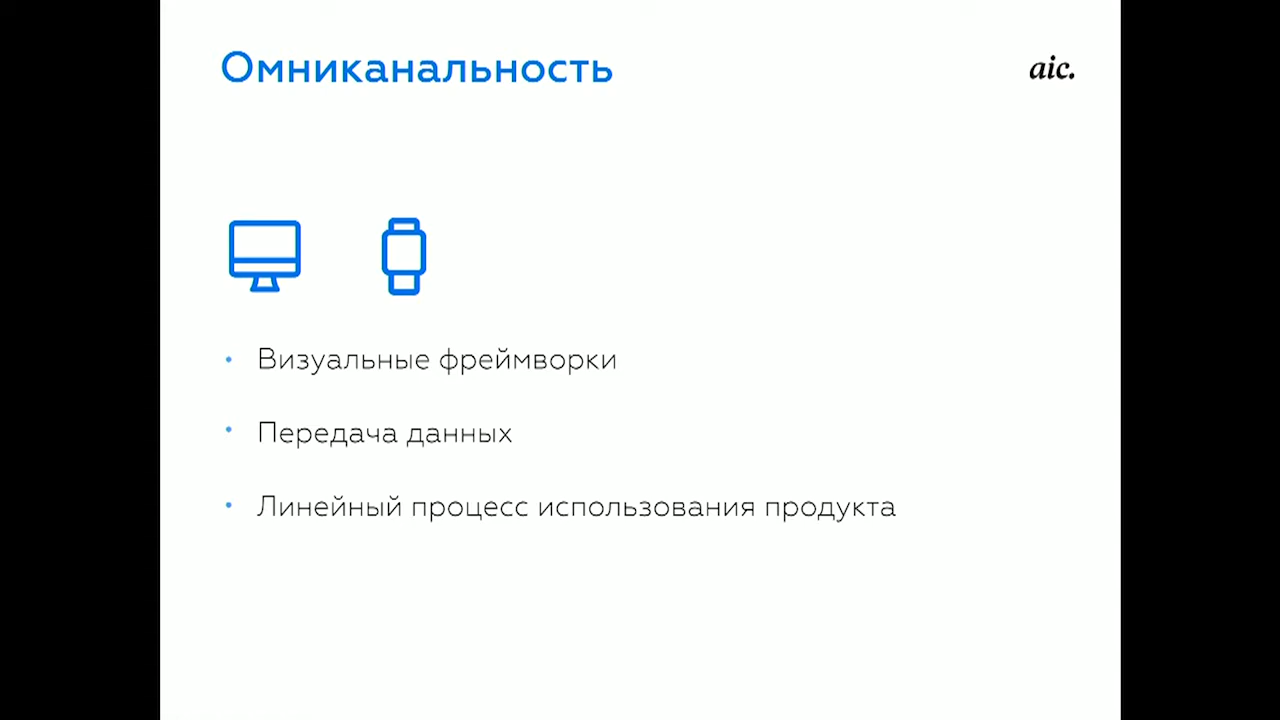 Омниканальность
aic.
• Визуальные фреймворки
• Передача данных
• Линейный процесс использования продукта